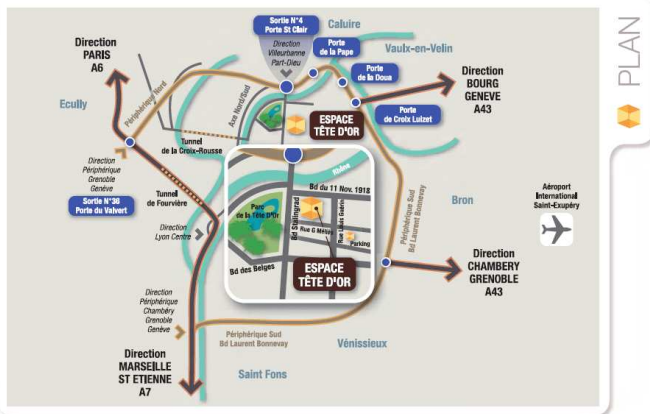 Sortie N°4
Porte St Clair
Direction
Villeurbanne
Part-Dieu
Caluire
Porte
de la Pape
Vaulx-en-Velin
Direction
PARIS
A6
Porte
de la Doua
Direction
BOURG
GENEVE
A43
PLAN
Ecully
Périphérique Nord
Axe Nord/Sud
Porte
de Croix Luizet
ESPACE
TÊTE D'OR
Tunnel
de la Croix-Rousse
Direction
Périphérique
Grenoble
Genève
Rhône
Bd du 11 Nov. 1918
Sortie N°36
Porte du Valvert
Tunnel
de Fourvière
Parc
de la Tête D'Or
Bd Stalingrad
Rue Louis Guérin
Rue G Méliès
Parking
Périphérique Sud
Bd Laurent Bonnevay
Bron
Aéroport
International
Saint-Exupéry
Direction
Lyon Centre
Bd des Belges
ESPACE
TÊTE D'OR
Direction
CHAMBERY
GRENOBLE
A43
Direction
Périphérique
Chambéry
Grenoble
Genève
Périphérique Sud
Bd Laurent Bonnevay
Vénissieux
Direction
MARSEILLE
ST ETIENNE
A7
Saint Fons